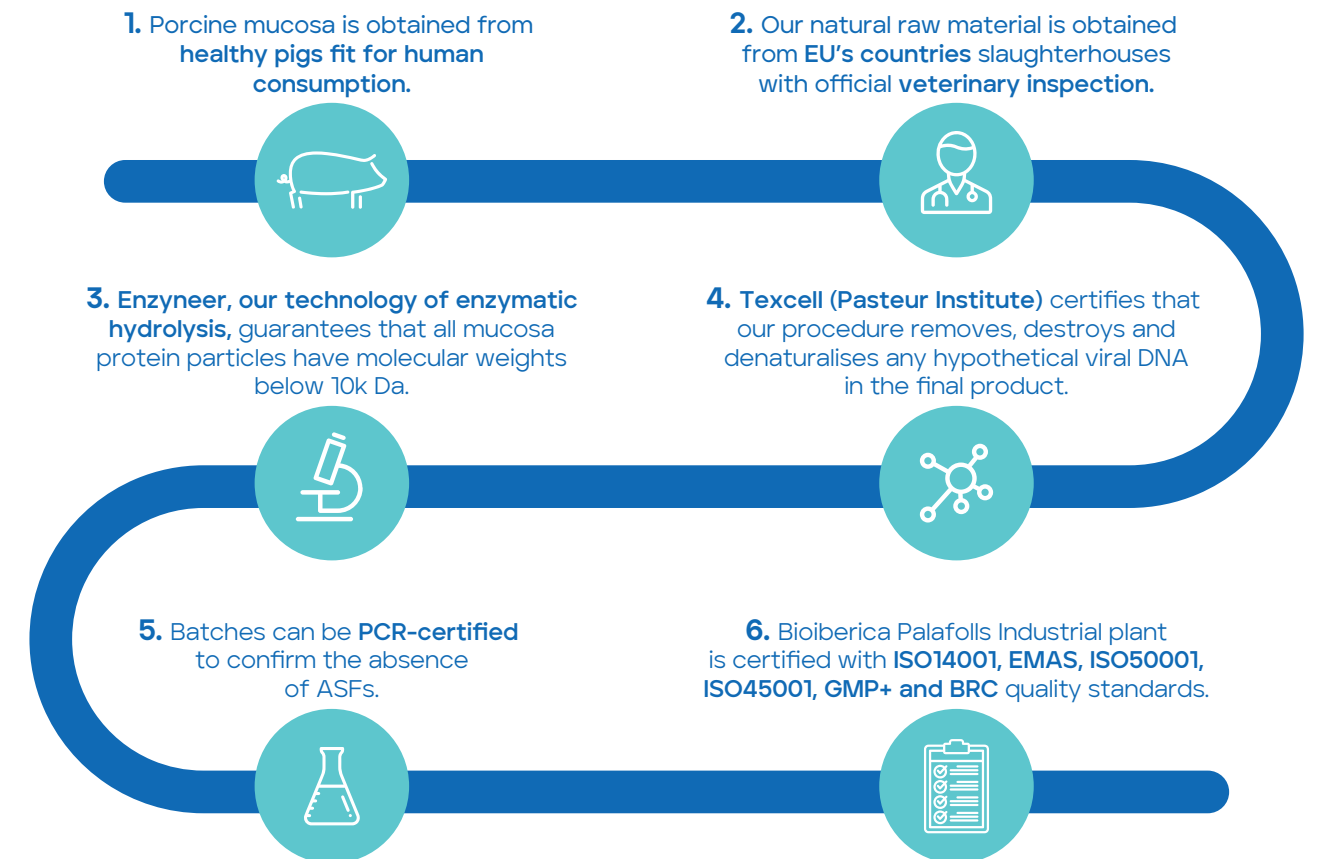 1. Porcine mucosa is obtained from
healthy pigs fit for human
consumption.
2. Our natural raw material is obtained
from EU's countries slaughterhouses
with official veterinary inspection.
3. Enzyneer, our technology of enzymatic
hydrolysis, guarantees that all mucosa
protein particles have molecular weights
below 10k Da.
4. Texcell (Pasteur Institute) certifies that
our procedure removes, destroys and
denaturalises any hypothetical viral DNA
in the final product.
5. Batches can be PCR-certified
to confirm the absence
of ASFs.
6. Bioiberica Palafolls Industrial plant
is certified with ISO14001, EMAS, ISO50001,
ISO45001, GMP+ and BRC quality standards.